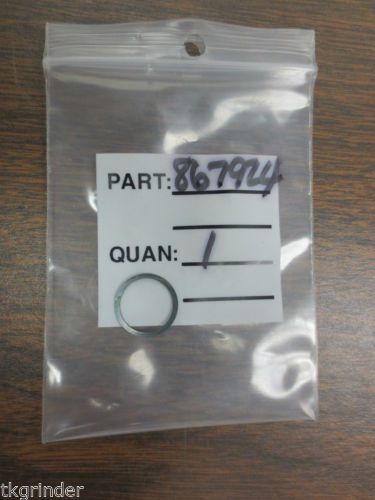 PART: 867924
QUAN: 1
tkgrinder